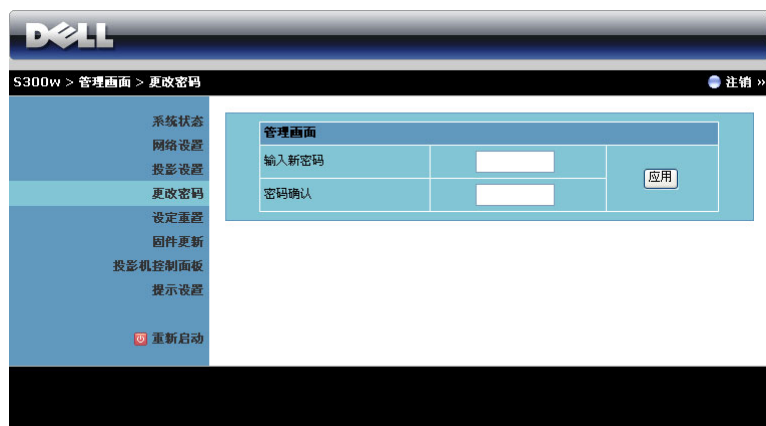 DELL
S300w > 管理画面 > 更改密码
注销 »
系统状态
网络设置
投影设置
更改密码
设定重置
固件更新
投影机控制面板
提示设置
重新启动
管理画面
输入新密码
密码确认
应用